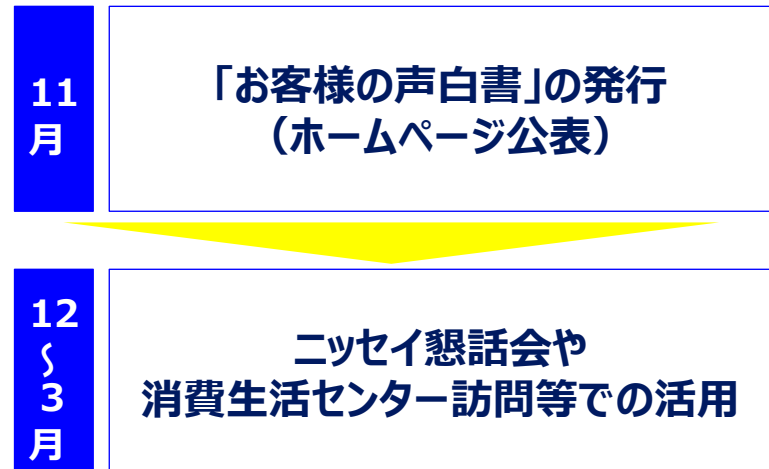 11
月
「お客様の声白書」の発行
（ホームページ公表）
12
～
3
月
ニッセイ懇話会や
消費生活センター訪問等での活用